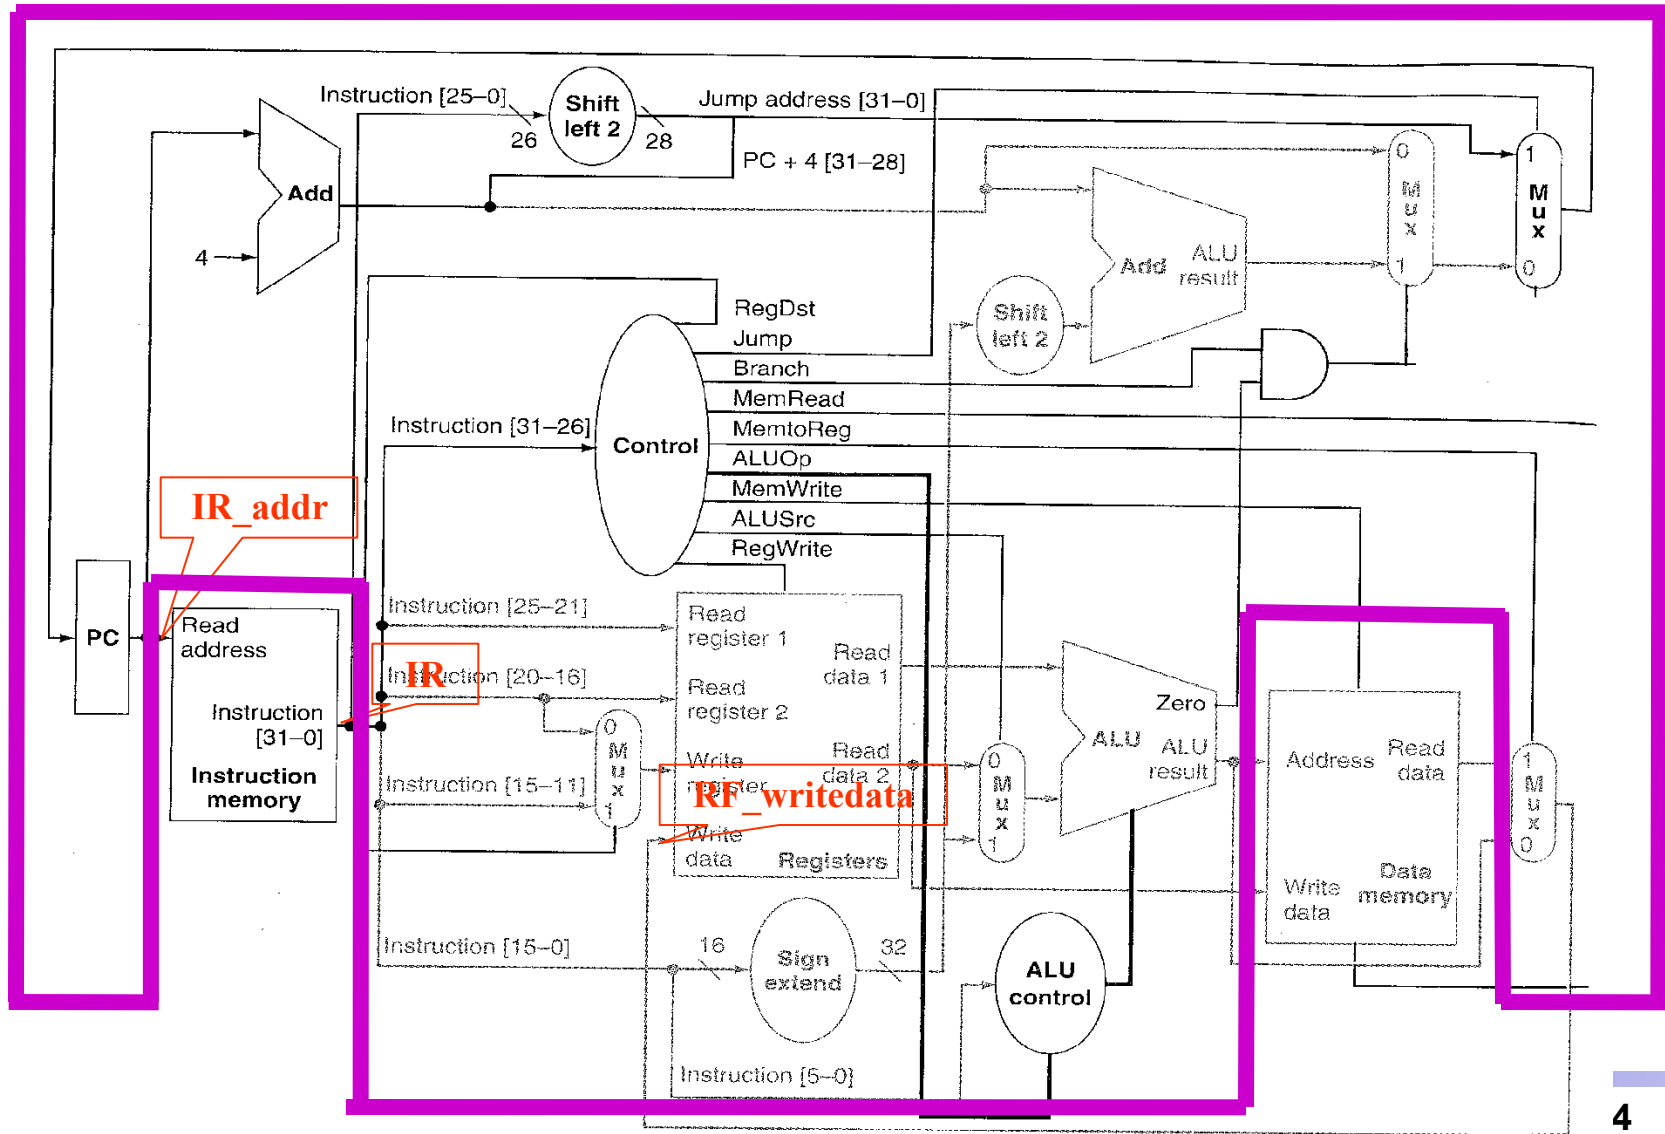 Instruction [25–0]
26
Shift
left 2
28
Jump address [31–0]
PC + 4 [31–28]
Add
4
0
M
u
x
1
1
M
u
x
0
Add
ALU
result
Shift
left 2
RegDst
Jump
Branch
MemRead
MemtoReg
ALUOp
MemWrite
ALUSrc
RegWrite
Instruction [31–26]
Control
IR_addr
PC
Read
address
Instruction
[31–0]
Instruction
memory
IR
Instruction [25–21]
Instruction [20–16]
Instruction [15–11]
Instruction [15–0]
0
M
u
x
1
Read
register 1
Read
register 2
Write
register
Write
data
Read
data 1
Read
data 2
Registers
RF_writedata
0
M
u
x
1
Zero
ALU
ALU
result
Address
Read
data
Write
data
Data
memory
1
M
u
x
0
16
Sign
extend
32
ALU
control
Instruction [5–0]
4